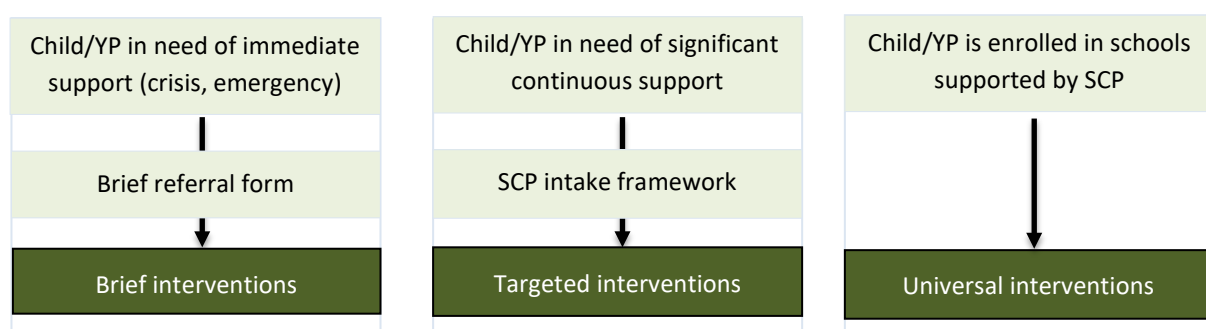 Child/YP in need of immediate
support (crisis, emergency)
Brief referral form
Brief interventions
Child/YP in need of significant
continuous support
SCP intake framework
Targeted interventions
Child/YP is enrolled in schools
supported by SCP
Universal interventions